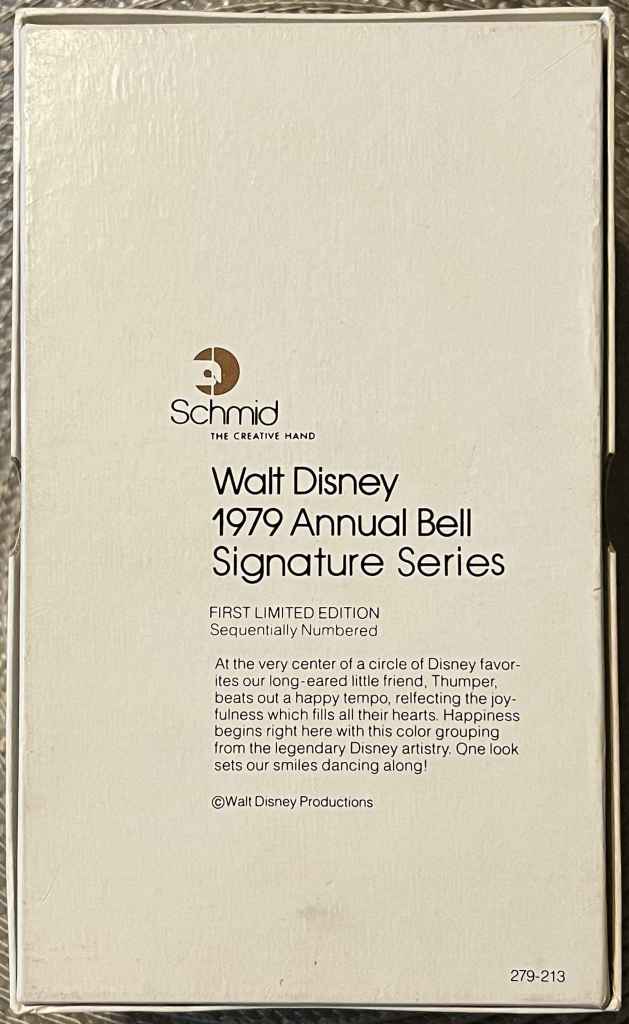 Schmid
THE CREATIVE HAND
Walt Disney
1979 Annual Bell
Signature Series
FIRST LIMITED EDITION
Sequentially Numbered
At the very center of a circle of Disney favor-
ites our long-eared little friend, Thumper,
beats out a happy tempo, relfecting the joy-
fulness which fills all their hearts. Happiness
begins right here with this color grouping
from the legendary Disney artistry. One look
sets our smiles dancing along!
©Walt Disney Productions
279-213